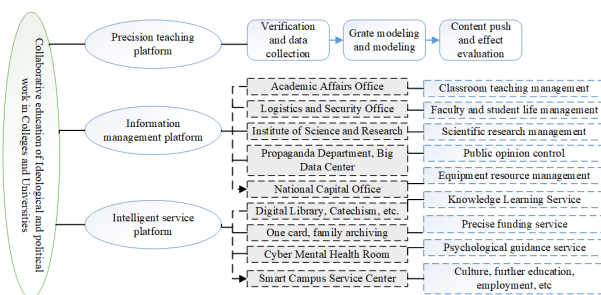 Collaborative education of Ideological and political
work in Colleges and Universities
Precision teaching
platform
Verification
and data
collection
Grate modeling
and modeling
Content push
and effect
evaluation
Information
management platform
Academic Affairs Office
Classroom teaching management
Logistics and Security Office
Faculty and student life management
Institute of Science and Research
Scientific research management
Propaganda Department, Big
Data Center
Public opinion control
National Capital Office
Equipment resource management
Intelligent service
platform
Digital Library, Catechism, etc.
Knowledge Learning Service
One card, family archiving
Precise funding service
Cyber Mental Health Room
Psychological guidance service
Smart Campus Service Center
Culture, further education,
employment, etc